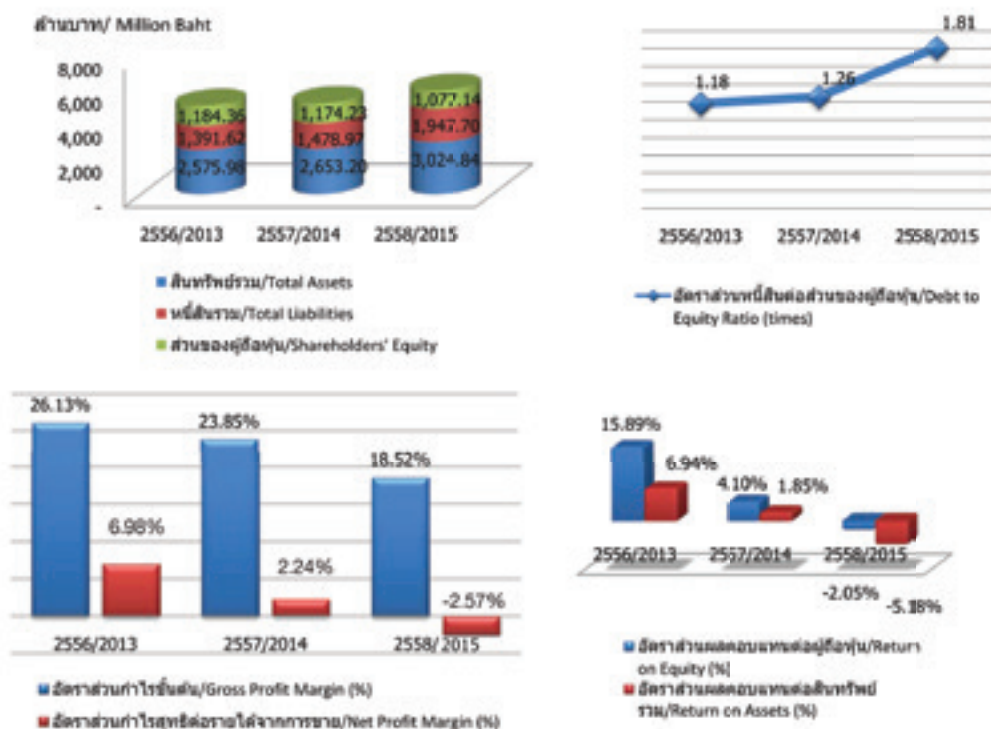 ล้านบาท/ Million Baht
8,000
6,000
4,000
2,000
-
1,184.36
1,391.62
2,575.98
1,174.23
1,478.97
2,653.20
1,077.14
1,947.70
3,024.84
2556/2013 2557/2014 2558/2015
สินทรัพย์รวม/Total Assets
หนี้สินรวม/Total Liabilities
ส่วนของผู้ถือหุ้น/Shareholders' Equity
1.18
1.26
1.81
2556/2013 2557/2014 2558/2015
อัตราส่วนหนี้สินต่อส่วนของผู้ถือหุ้น/Debt to
Equity Ratio (times)
26.13%
6.98%
23.85%
2.24%
18.52%
-2.57%
2556/2013 2557/2014 2558/2015
อัตราส่วนกำไรขั้นต้น/Gross Profit Margin (%)
อัตราส่วนกำไรสุทธิต่อรายได้จากการขาย/Net Profit Margin (%)
15.89%
6.94%
4.10%
1.85%
2556/2013 2557/2014 2558/2015
-2.05%
-5.18%
อัตราส่วนผลตอบแทนต่อผู้ถือหุ้น/Return
on Equity (%)
อัตราส่วนผลตอบแทนต่อสินทรัพย์
รวม/Return on Assets (%)